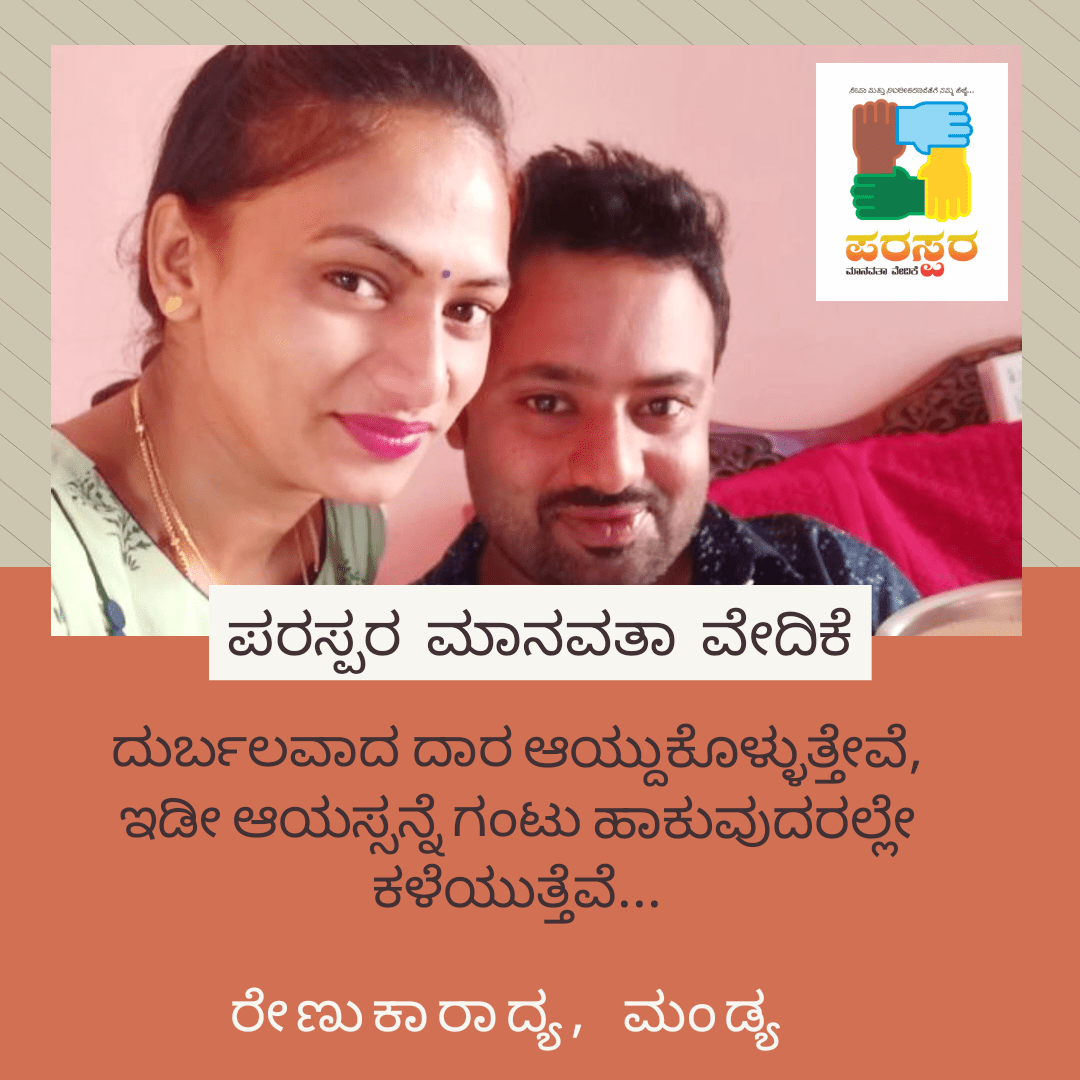 ಪರಸ್ಪರ
ಮಾನವತಾ ವೇದಿಕೆ
ಪರಸ್ಪರ ಮಾನವತಾ ವೇದಿಕೆ
ದುರ್ಬಲವಾದ ದಾರ ಆಯ್ದುಕೊಳ್ಳುತ್ತೇವೆ,
ಇಡೀ ಆಯಸ್ಸನ್ನೆ ಗಂಟು ಹಾಕುವುದರಲ್ಲೇ
ಕಳೆಯುತ್ತೆವೆ...
ರೇಣುಕಾರಾದ್ಯ, ಮಂಡ್ಯ